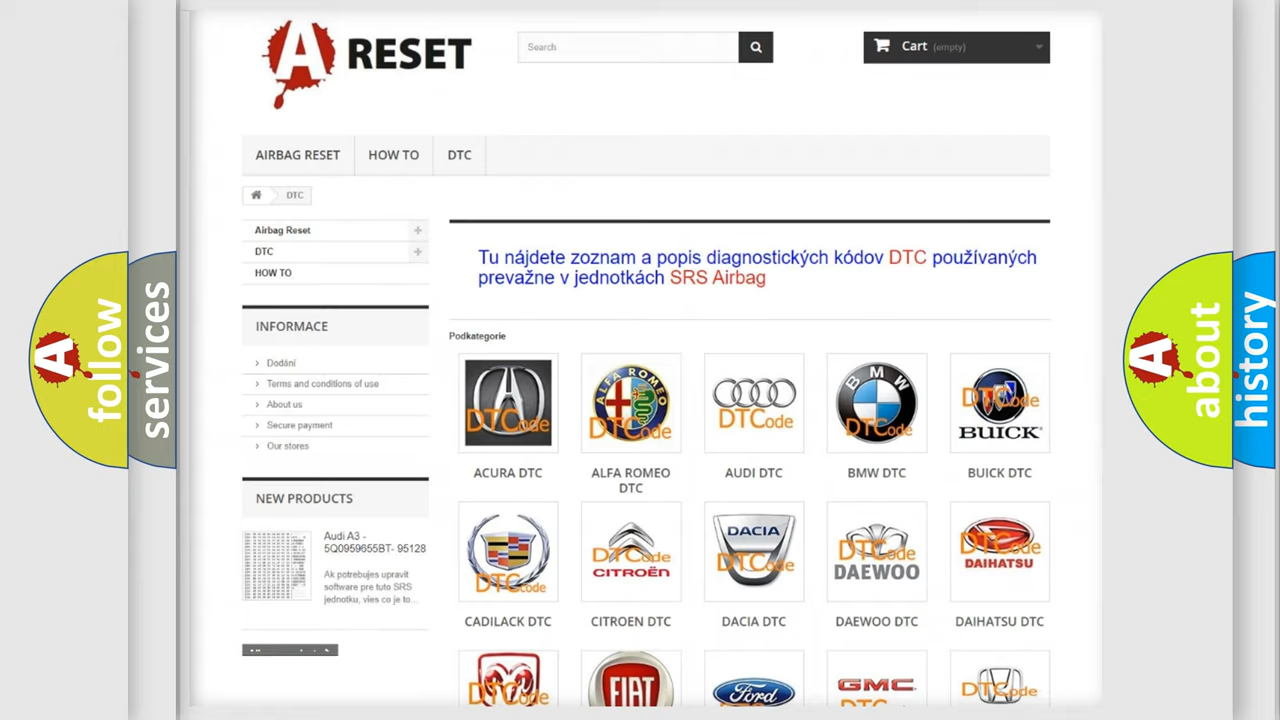 A RESET
Search
Cart (empty)
AIRBAG RESET
HOW TO
DTC
DTC
Airbag Reset
DTC
HOW TO
Tu nájdete zoznam a popis diagnostických kódov DTC používaných
prevažne v jednotkách SRS Airbag
INFORMACE
Dodání
Terms and conditions of use
About us
Secure payment
Our stores
Podkategorie
DTCode
ALFA ROMEO
DTCode
DTCode
BMW
DTCode
DTCode
BUICK
ACURA DTC
ALFA ROMEO
DTC
AUDI DTC
BMW DTC
BUICK DTC
NEW PRODUCTS
Audi A3 -
5Q0959655BT- 95128
Ak potrebujes upravit
software pre tuto SRS
jednotku, vies co je to...
DTCode
DTCode
CITROËN
DACIA
DTCode
DTCode
DAEWOO
DTCode
DAIHATSU
CADILACK DTC
CITROEN DTC
DACIA DTC
DAEWOO DTC
DAIHATSU DTC
DTCode
FIAT
Ford
GMC
DTCode
A follow
services
A about
history